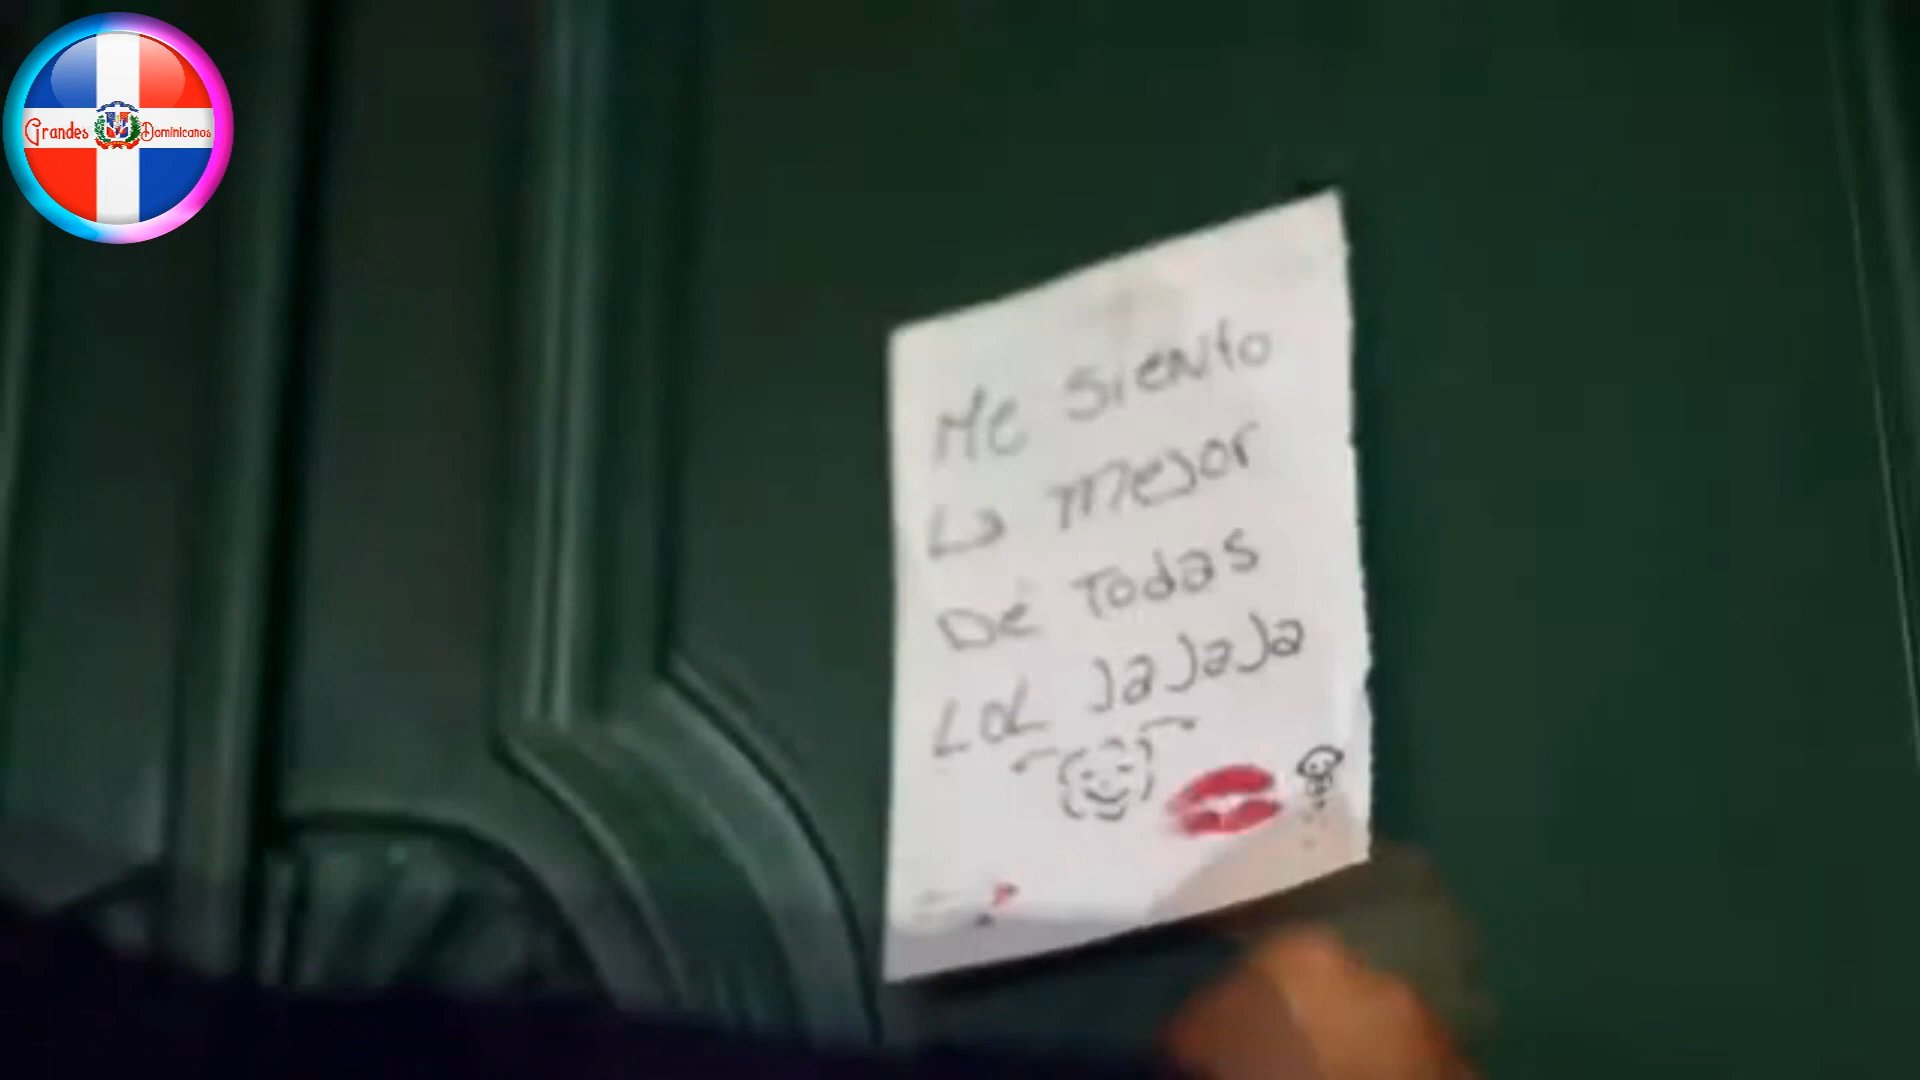 Grandes Dominicanos
Me siento
La mejor
De Todas
LoL JaJaJa